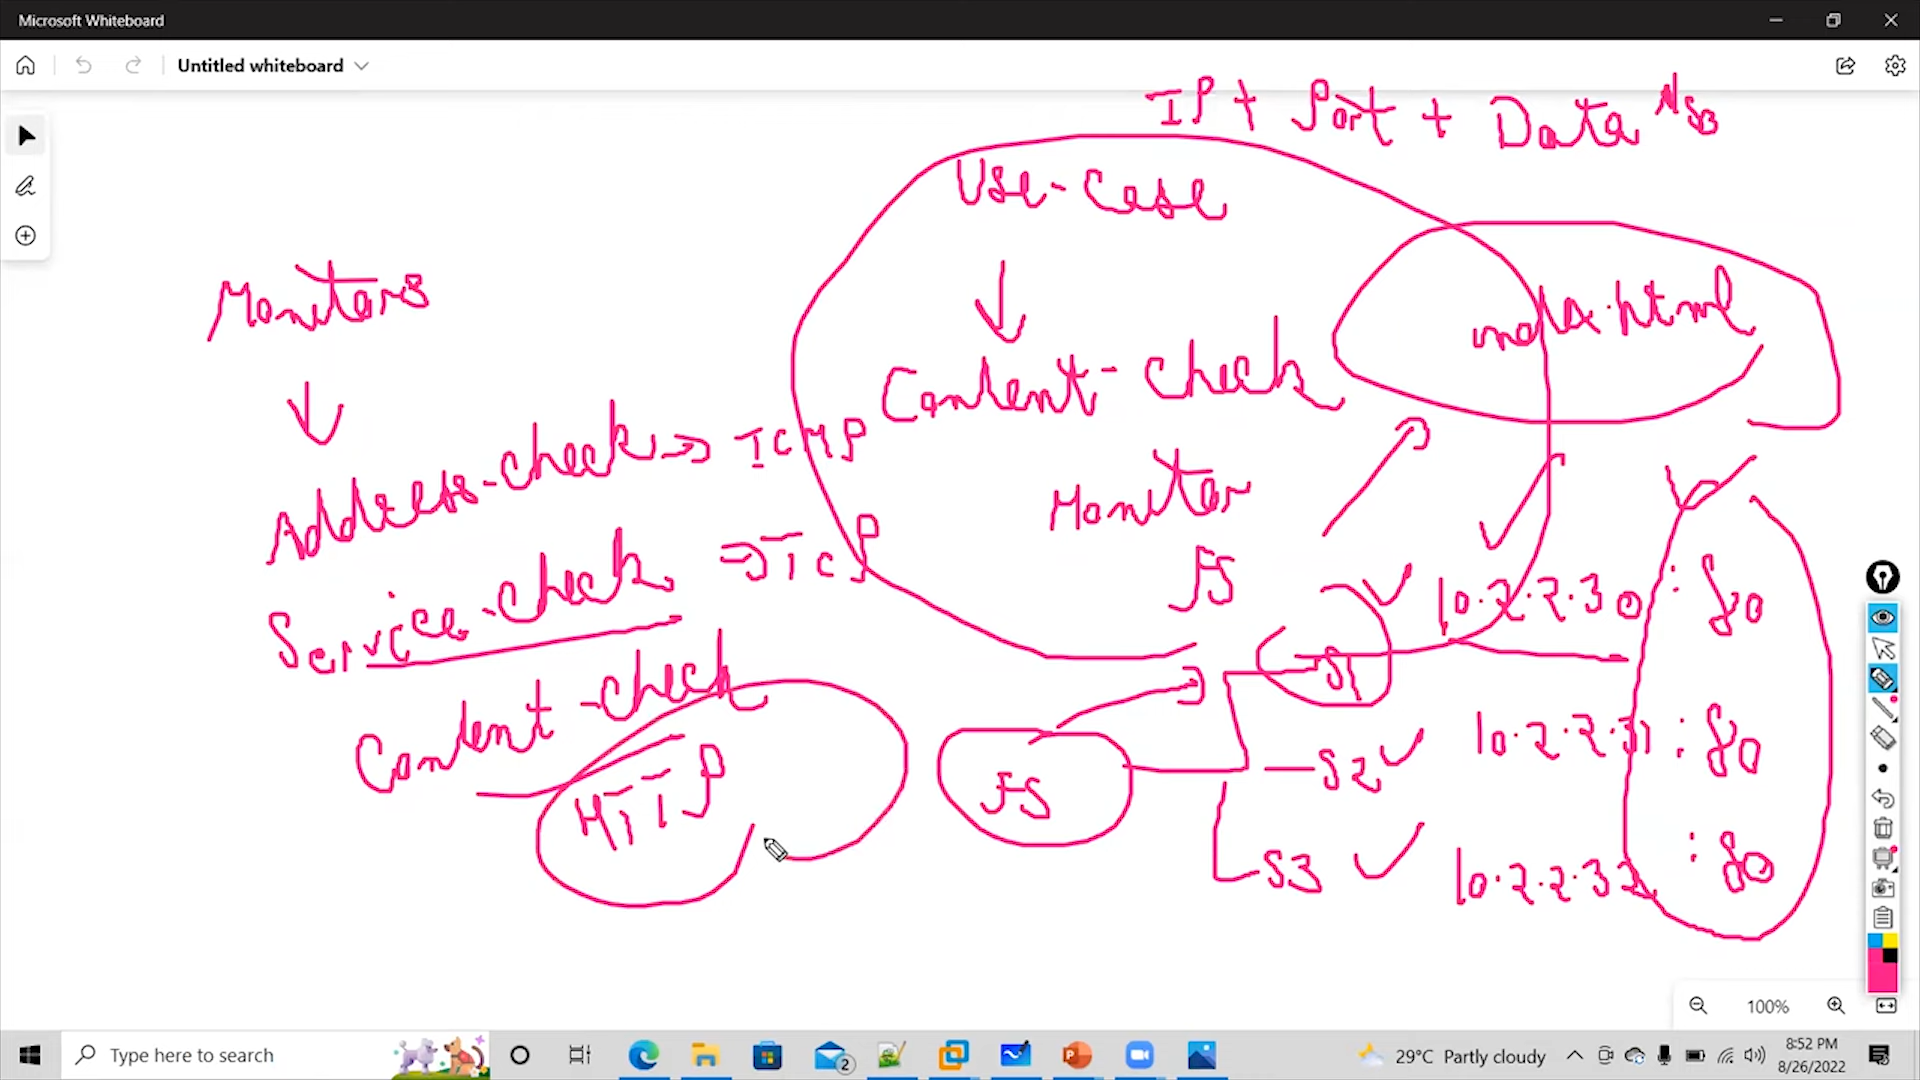 Microsoft Whiteboard
Untitled whiteboard
IP + Port + Data
Use-Case
Monitors
index.html
Content-Check
Address-check → ICMP
Monitor
Service-check ⇒ TCP
FS
10.2.2.30 : 80
Content-check
S1
HTTP
FS
S2 ✓ 10.2.2.31 : 80
S3 ✓ 10.2.2.32 : 80
100%
Type here to search
2
29°C Partly cloudy
8:52 PM
8/26/2022